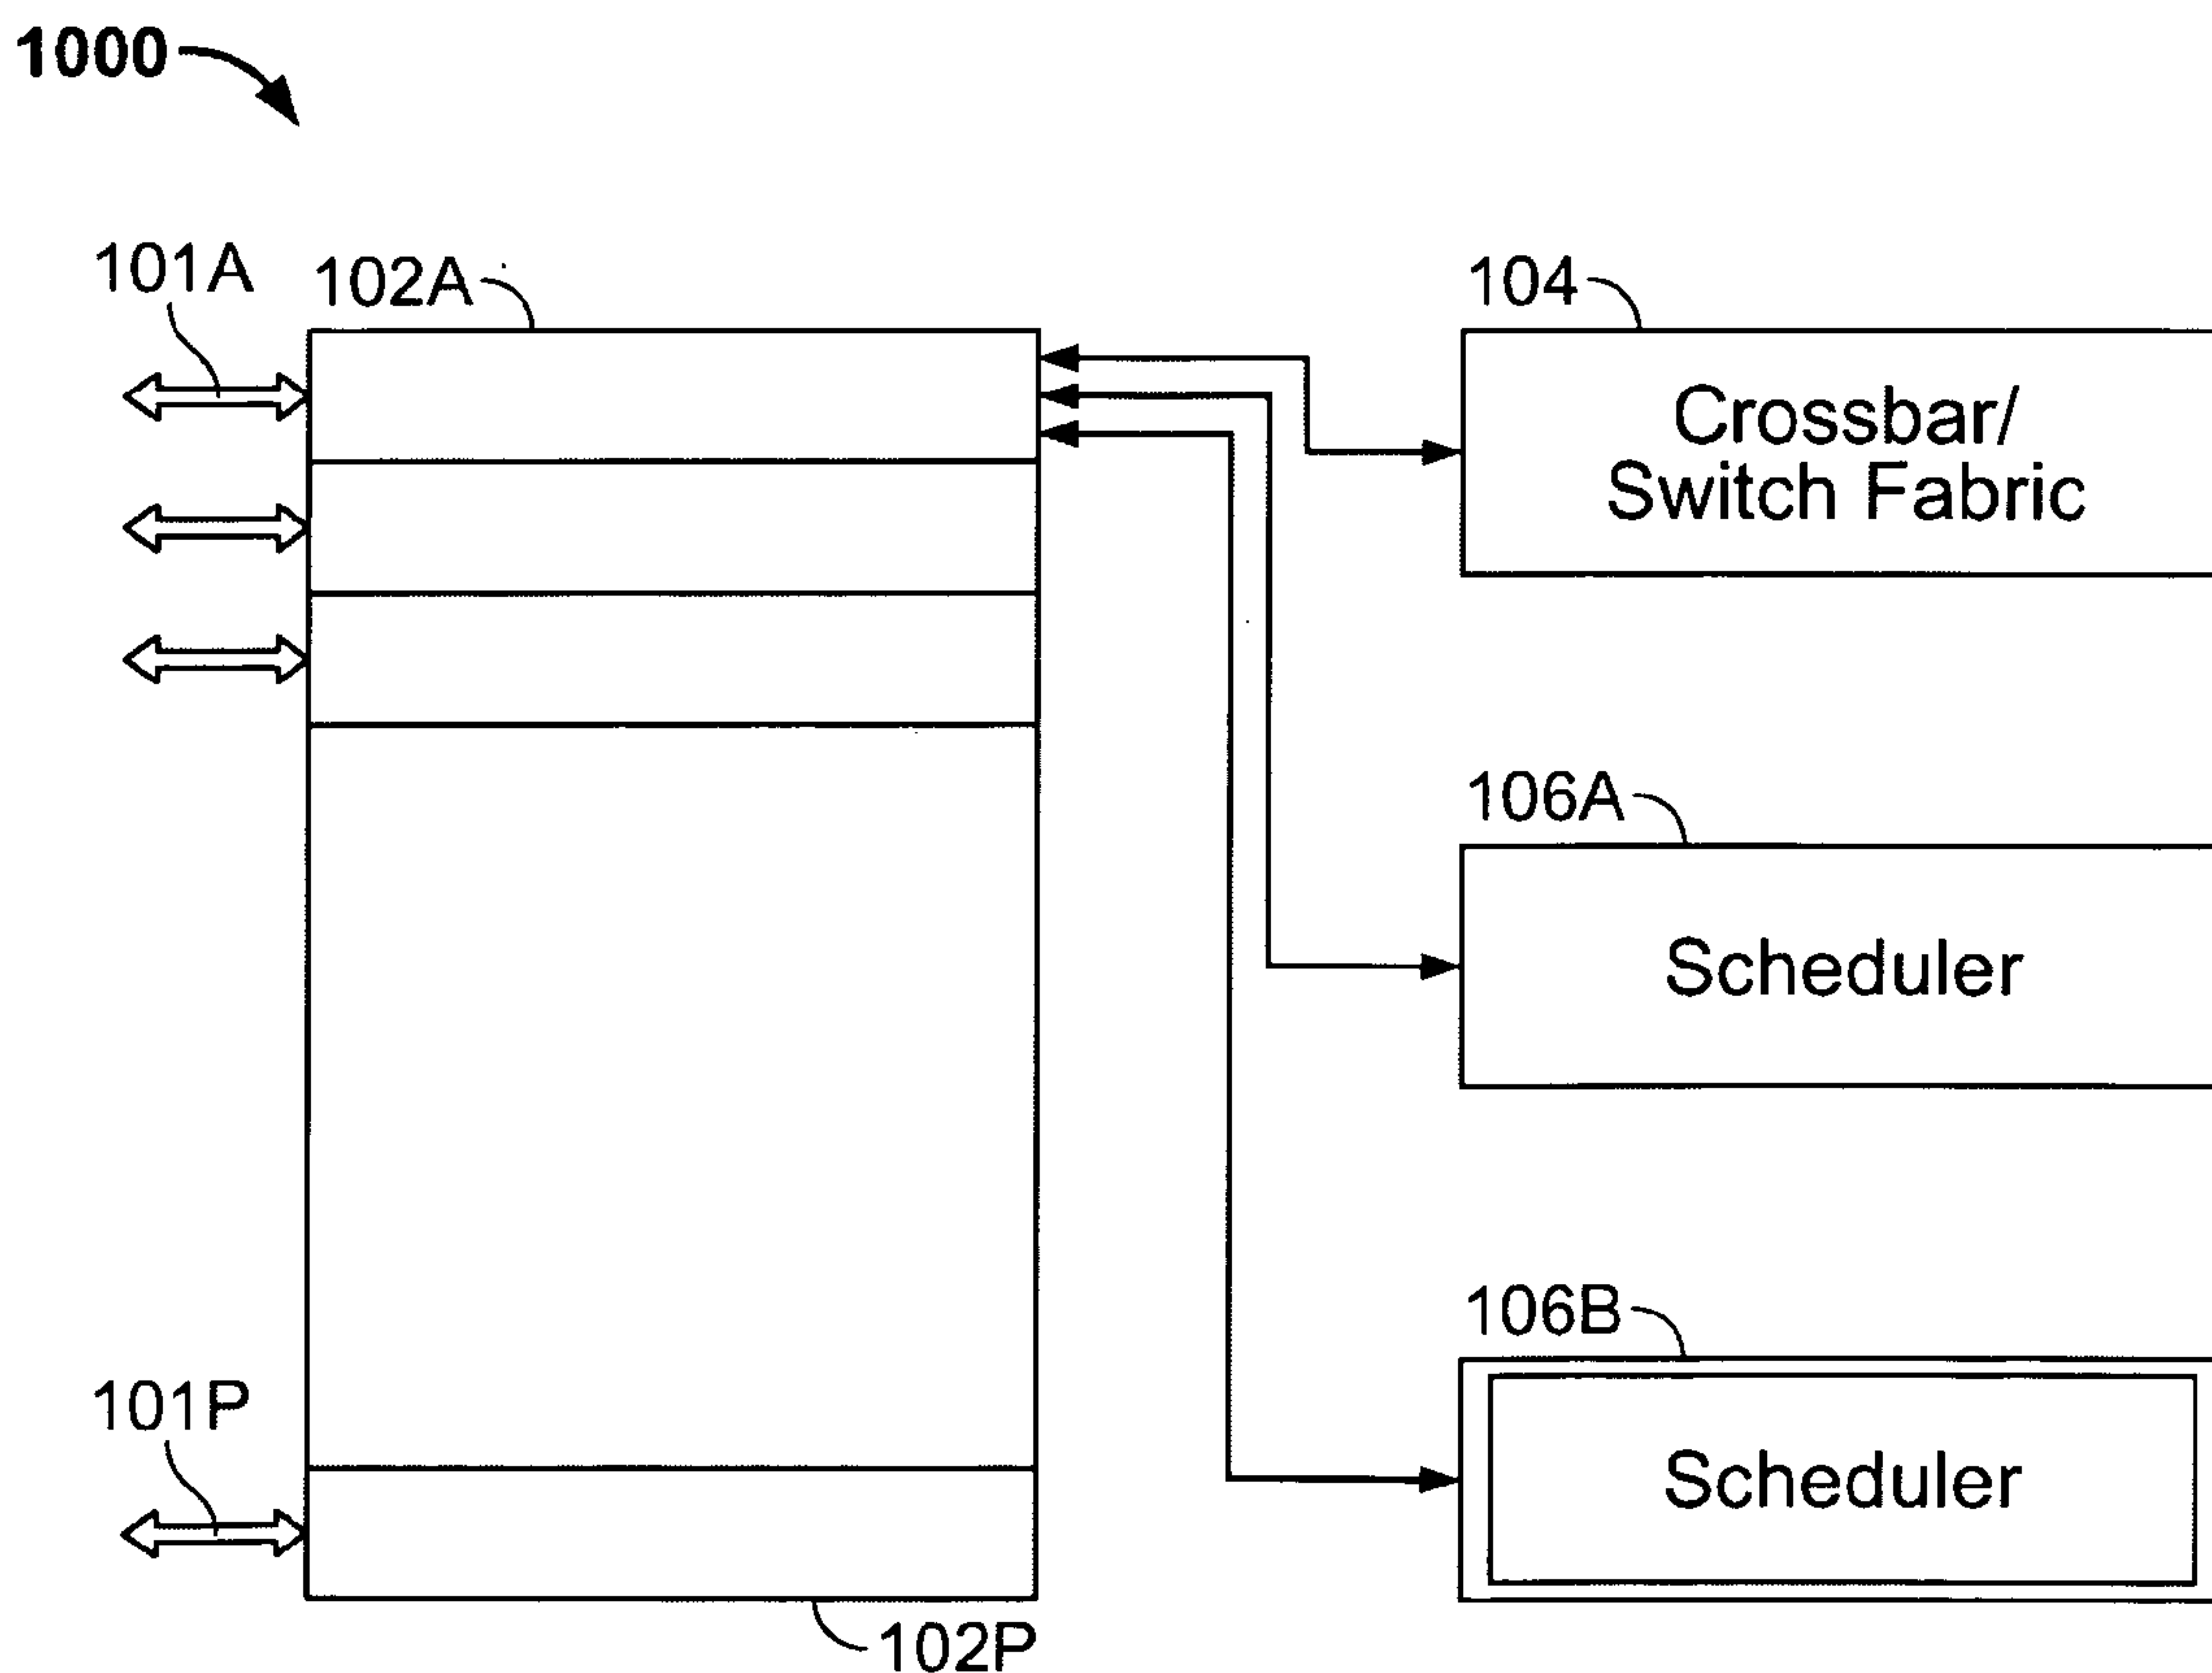 1000
101A
102A
104
Crossbar/
Switch Fabric
106A
Scheduler
106B
Scheduler
101P
102P